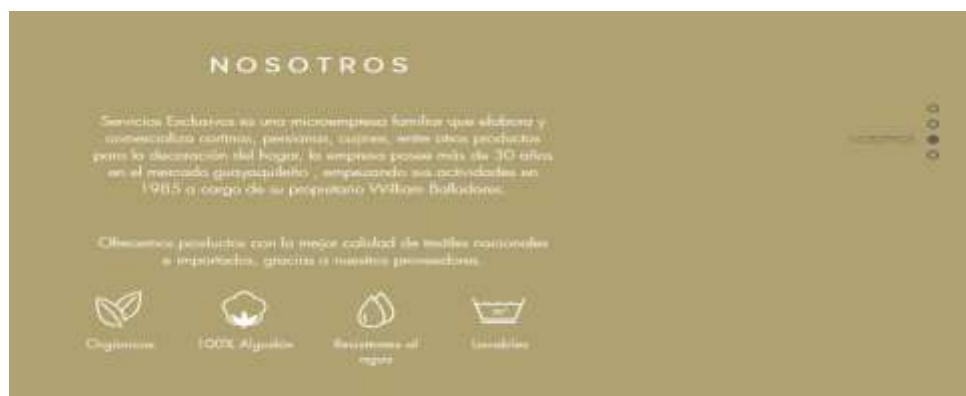 NOSOTROS
Servicios Exclusivos es una microempresa familiar que elabora y
comercializa cortinas, persianas, cojines, entre otros productos
para la decoración del hogar, la empresa posee más de 30 años
en el mercado guayaquileño , empezando sus actividades en
1985 a cargo de su propietario William Balladares.
Ofrecemos productos con la mejor calidad de textiles nacionales
e importados, gracias a nuestros proveedores.
Orgánicos
100% Algodón
Resistentes al
agua
Lavables